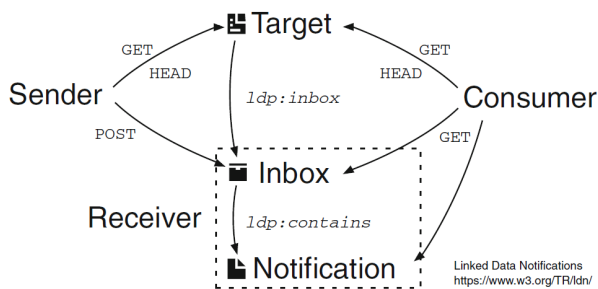 Target
GET
GET
HEAD
HEAD
Sender
ldp:inbox
Consumer
POST
GET
Inbox
Receiver
ldp:contains
Notification
Linked Data Notifications
https://www.w3.org/TR/ldn/